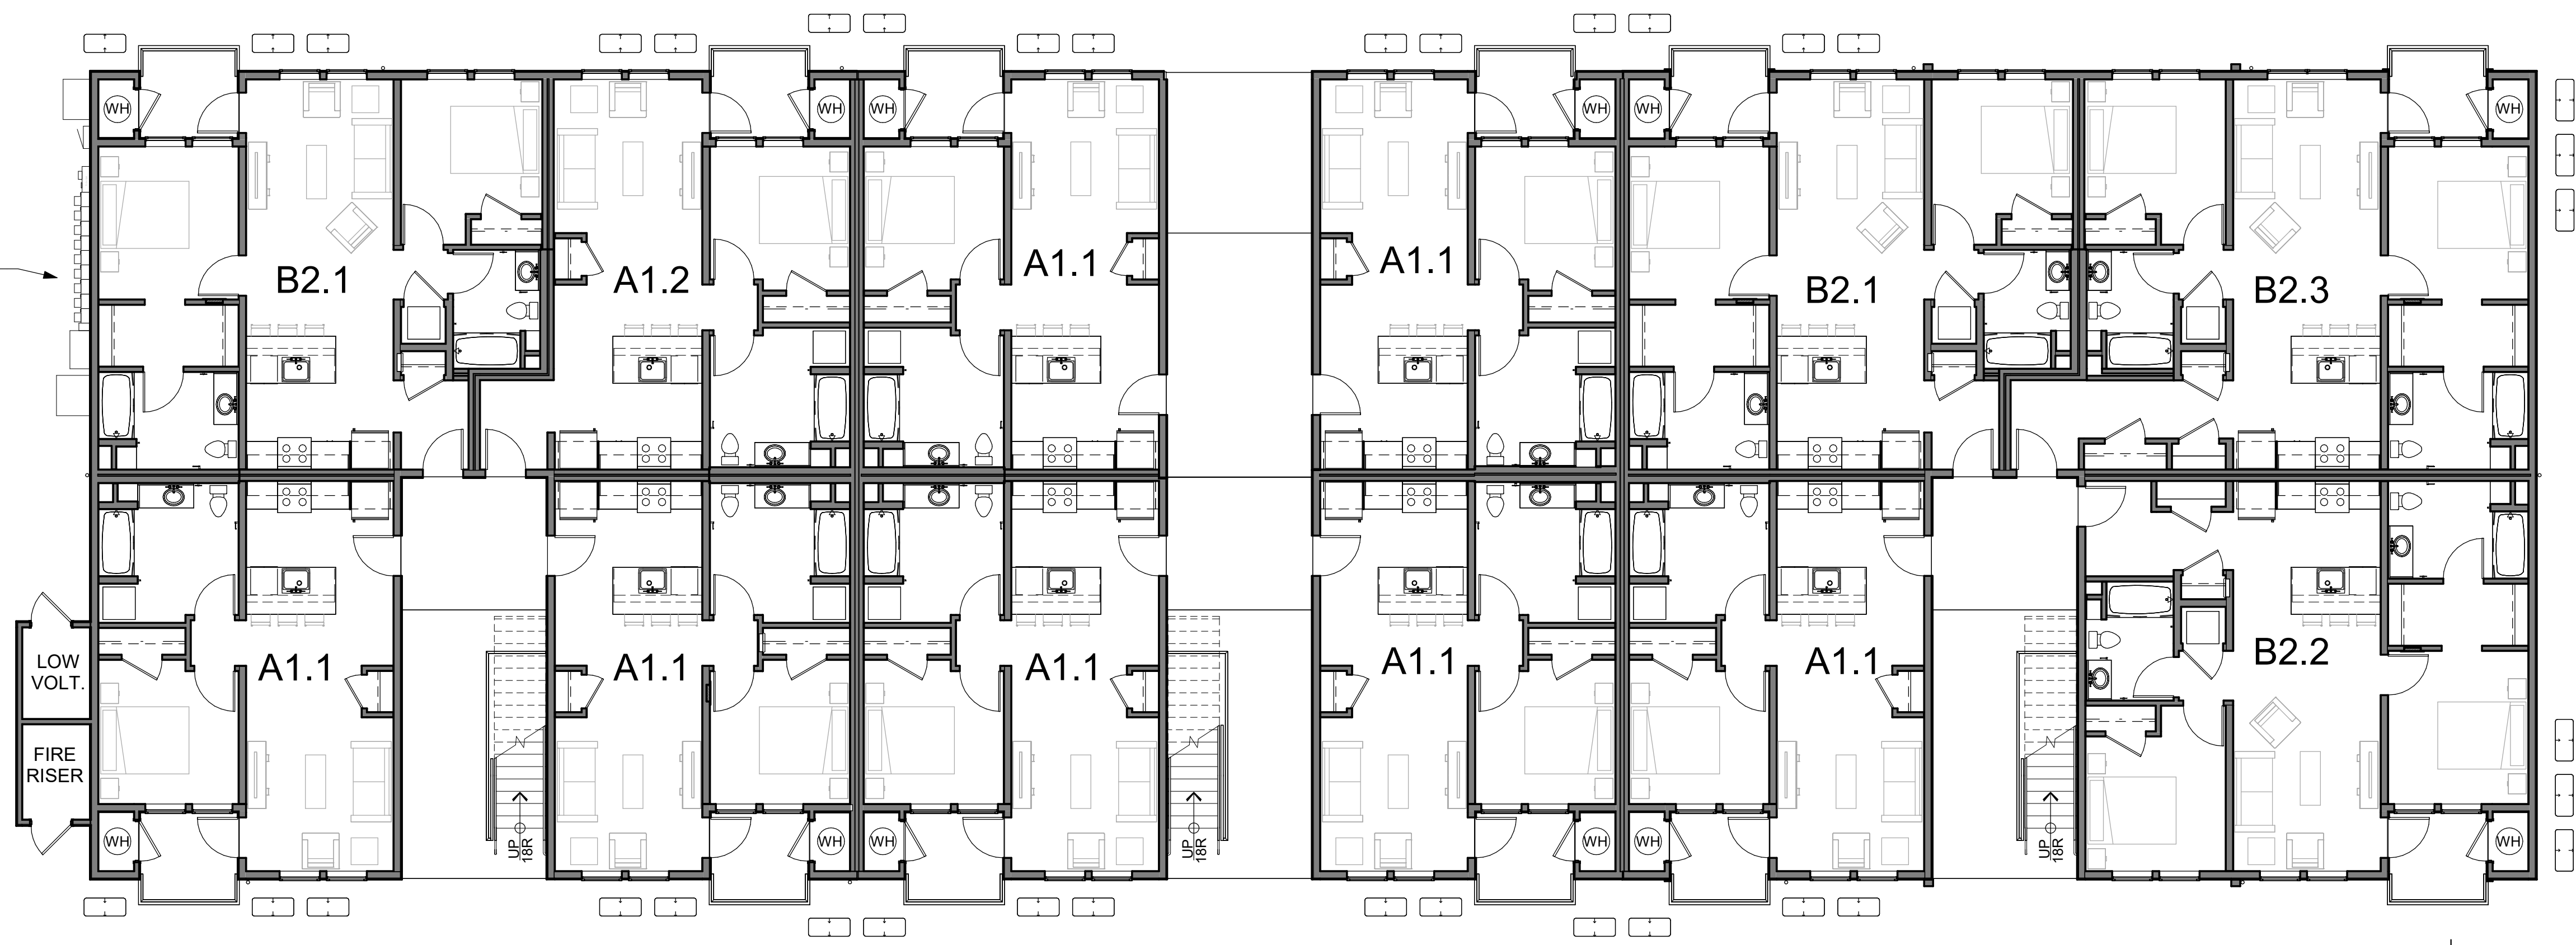 WH
WH
WH
WH
WH
WH
B2.1
A1.2
A1.1
A1.1
B2.1
B2.3
A1.1
A1.1
A1.1
A1.1
A1.1
B2.2
LOW
VOLT.
FIRE
RISER
UP
18R
UP
18R
UP
18R
WH
WH
WH
WH
WH
WH